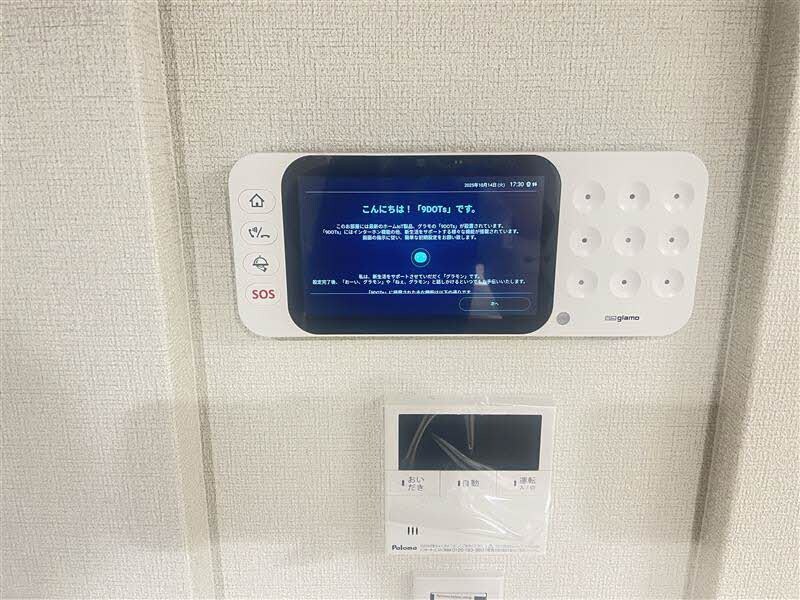 2025年10月14日(火) 17:30
こんにちは！「9DOTs」です。
このお部屋には最新のホームIoT製品、グラモの「9DOTs」が設置されています。
「9DOTs」にはインターホン機能の他、新生活をサポートする様々な機能が搭載されています。
画面の指示に従い、簡単な初期設定をお願い致します。
私は、新生活をサポートさせていただく「グラモン」です。
設定完了後、「おーい、グラモン」や「ねぇ、グラモン」と話しかけるといつでもお手伝いいたします。
次へ
SOS
glamo
おい
だき
自動
運転
入/切
Paloma